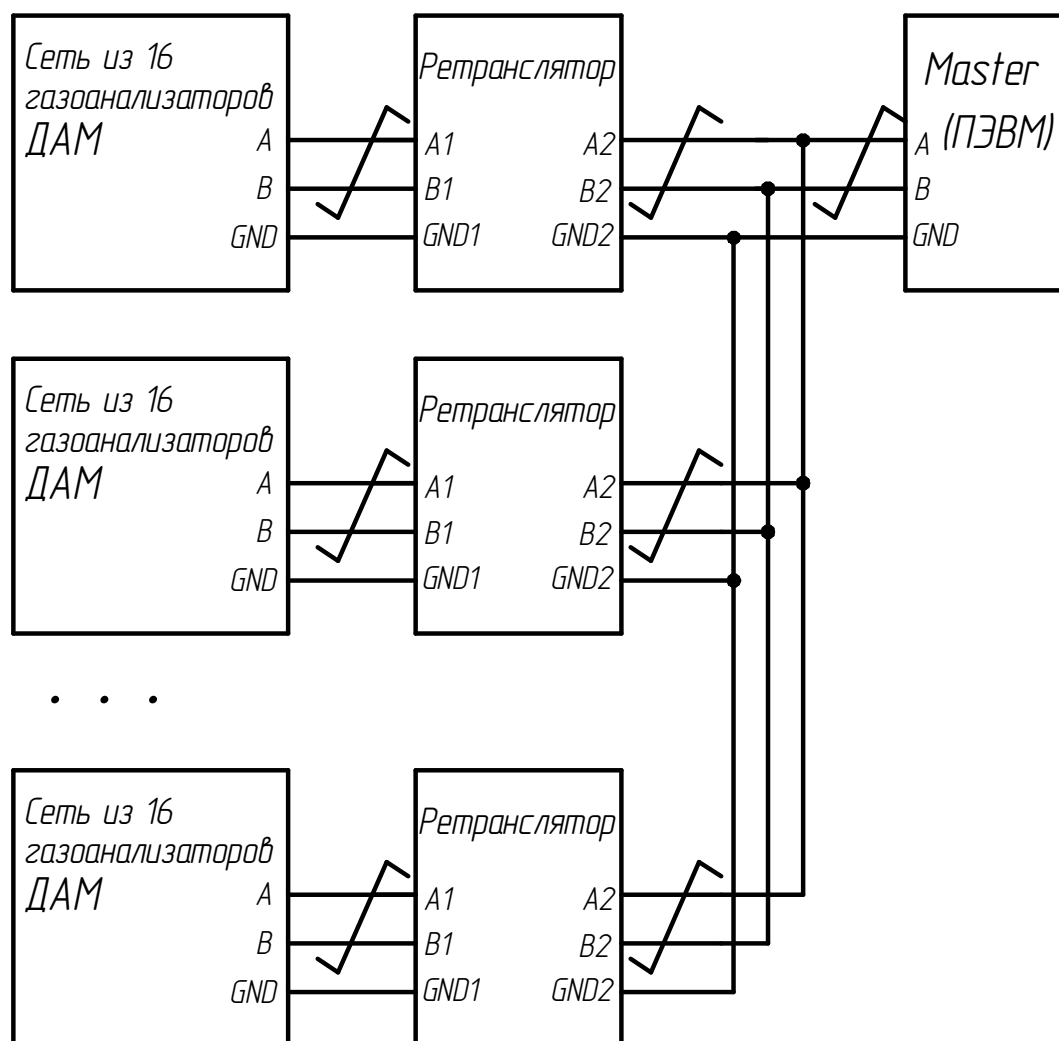 Сеть из 16
газоанализаторов
ДАМ
A
B
GND
Ретранслятор
A1
B1
GND1
A2
B2
GND2
Master
(ПЭВМ)
A
B
GND
Сеть из 16
газоанализаторов
ДАМ
A
B
GND
Ретранслятор
A1
B1
GND1
A2
B2
GND2
. . .
Сеть из 16
газоанализаторов
ДАМ
A
B
GND
Ретранслятор
A1
B1
GND1
A2
B2
GND2